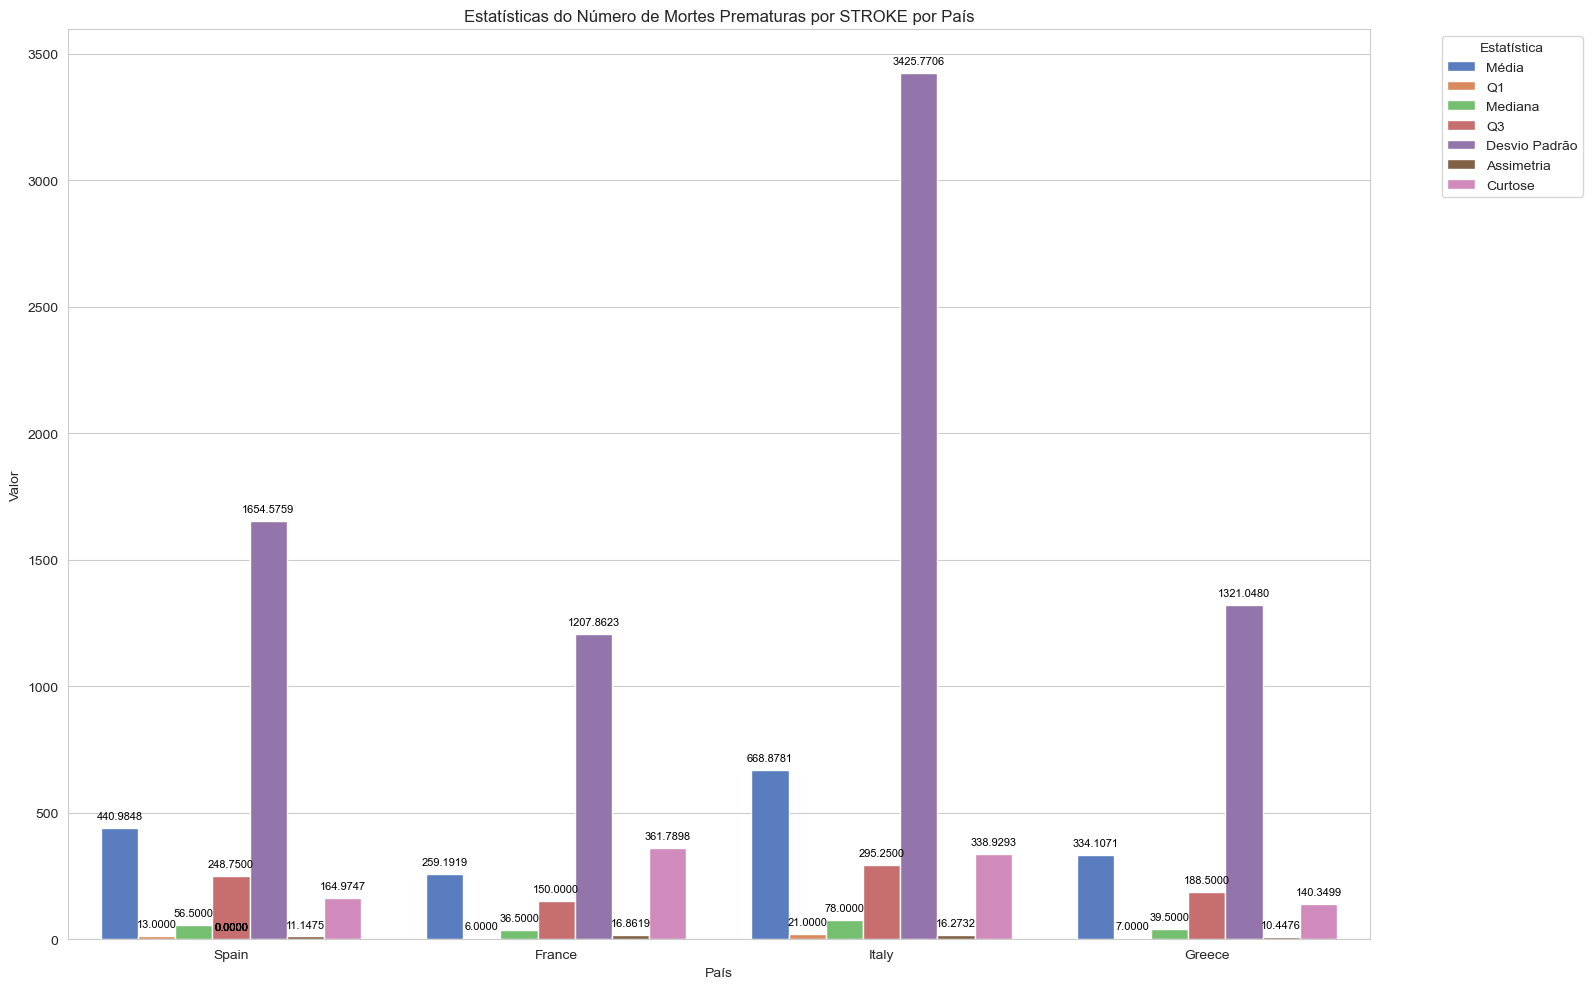 Estatísticas do Número de Mortes Prematuras por STROKE por País
Estatística
Média
Q1
Mediana
Q3
Desvio Padrão
Assimetria
Curtose
Valor
3500
3000
2500
2000
1500
1000
500
0
440.9848
13.0000
56.5000
248.7500
0.0000
1654.5759
11.1475
164.9747
259.1919
6.0000
36.5000
150.0000
1207.8623
16.8619
361.7898
668.8781
21.0000
78.0000
295.2500
3425.7706
16.2732
338.9293
334.1071
7.0000
39.5000
188.5000
1321.0480
10.4476
140.3499
Spain
France
Italy
Greece
País